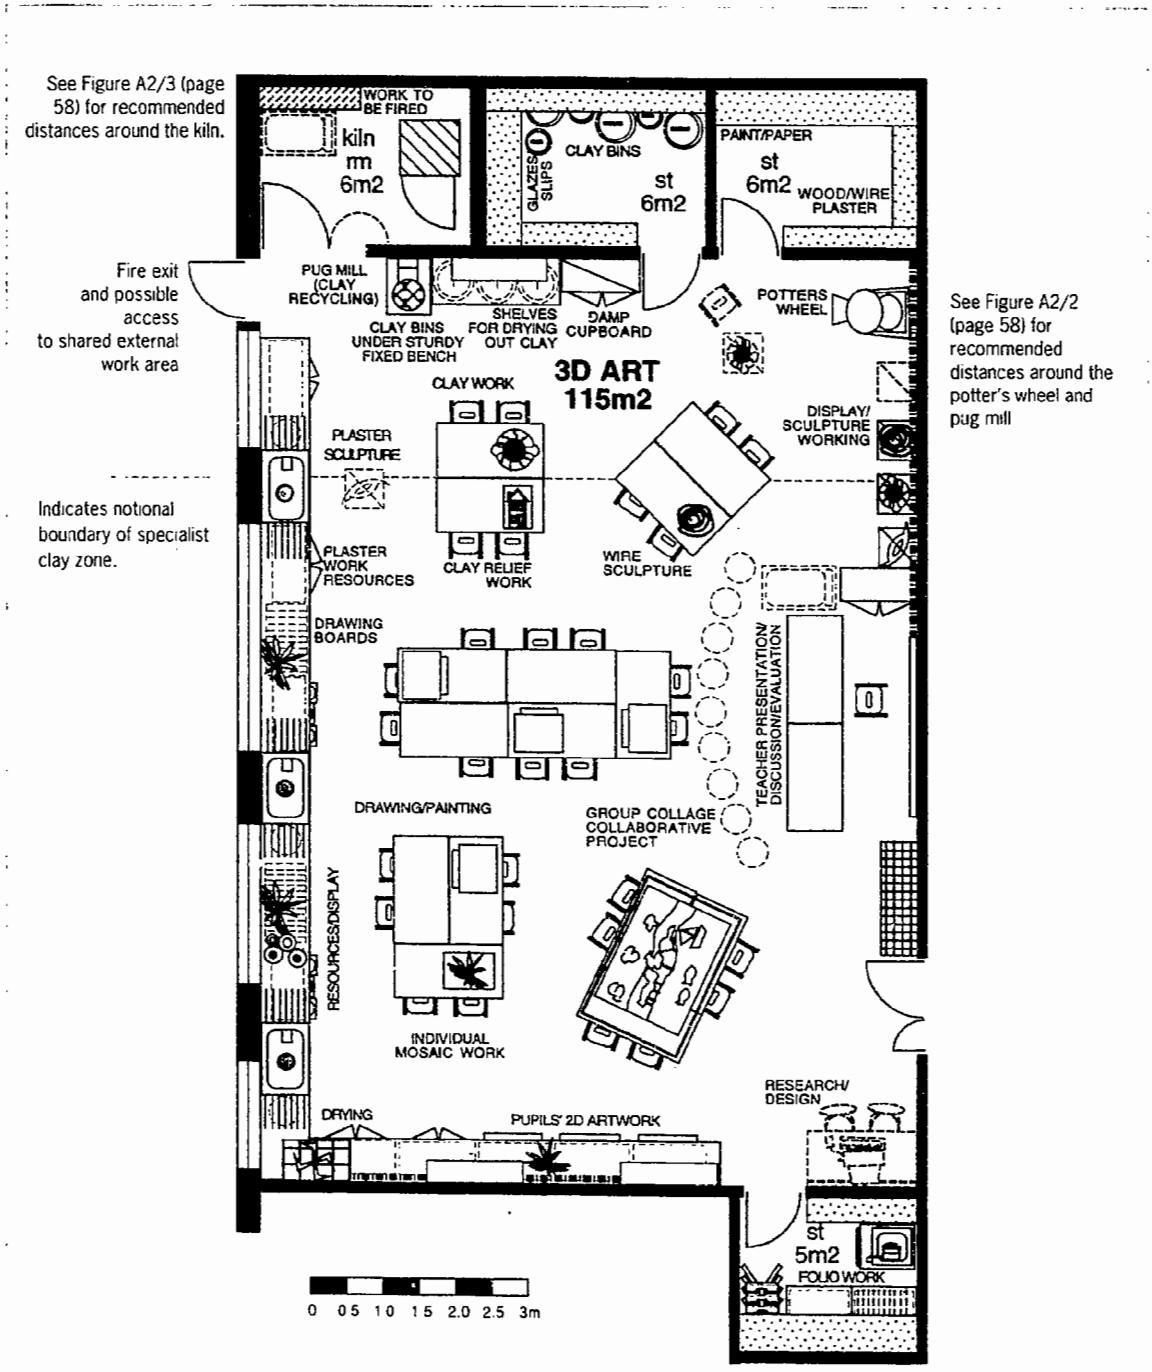 See Figure A2/3 (page
58) for recommended
distances around the kiln.
WORK TO
BE FIRED
kiln
rm
6m2
CLAY BINS
GLAZES
SLIPS
st
6m2
PAINT/PAPER
st
6m2
WOOD/WIRE
PLASTER
Fire exit
and possible
access
to shared external
work area
PUG MILL
(CLAY
RECYCLING)
CLAY BINS
UNDER STURDY
FIXED BENCH
SHELVES
FOR DRYING
OUT CLAY
DAMP
CUPBOARD
POTTERS
WHEEL
See Figure A2/2
(page 58) for
recommended
distances around the
potter's wheel and
pug mill
3D ART
115m2
CLAY WORK
DISPLAY/
SCULPTURE
WORKING
PLASTER
SCULPTURE
Indicates notional
boundary of specialist
clay zone.
PLASTER
WORK
RESOURCES
CLAY RELIEF
WORK
WIRE
SCULPTURE
DRAWING
BOARDS
TEACHER PRESENTATION/
DISCUSSION/EVALUATION
DRAWING/PAINTING
GROUP COLLAGE
COLLABORATIVE
PROJECT
RESOURCES/DISPLAY
INDIVIDUAL
MOSAIC WORK
RESEARCH/
DESIGN
DRYING
PUPILS' 2D ARTWORK
st
5m2
FOLIO WORK
0 0 5 1 0 1 5 2.0 2.5 3m